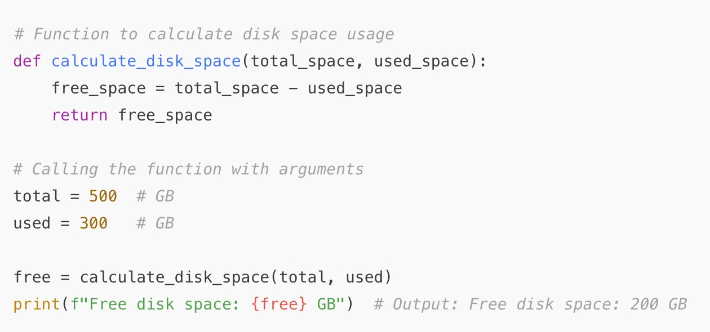 # Function to calculate disk space usage
def calculate_disk_space(total_space, used_space):
    free_space = total_space − used_space
    return free_space

# Calling the function with arguments
total = 500  # GB
used = 300   # GB

free = calculate_disk_space(total, used)
print(f"Free disk space: {free} GB")  # Output: Free disk space: 200 GB